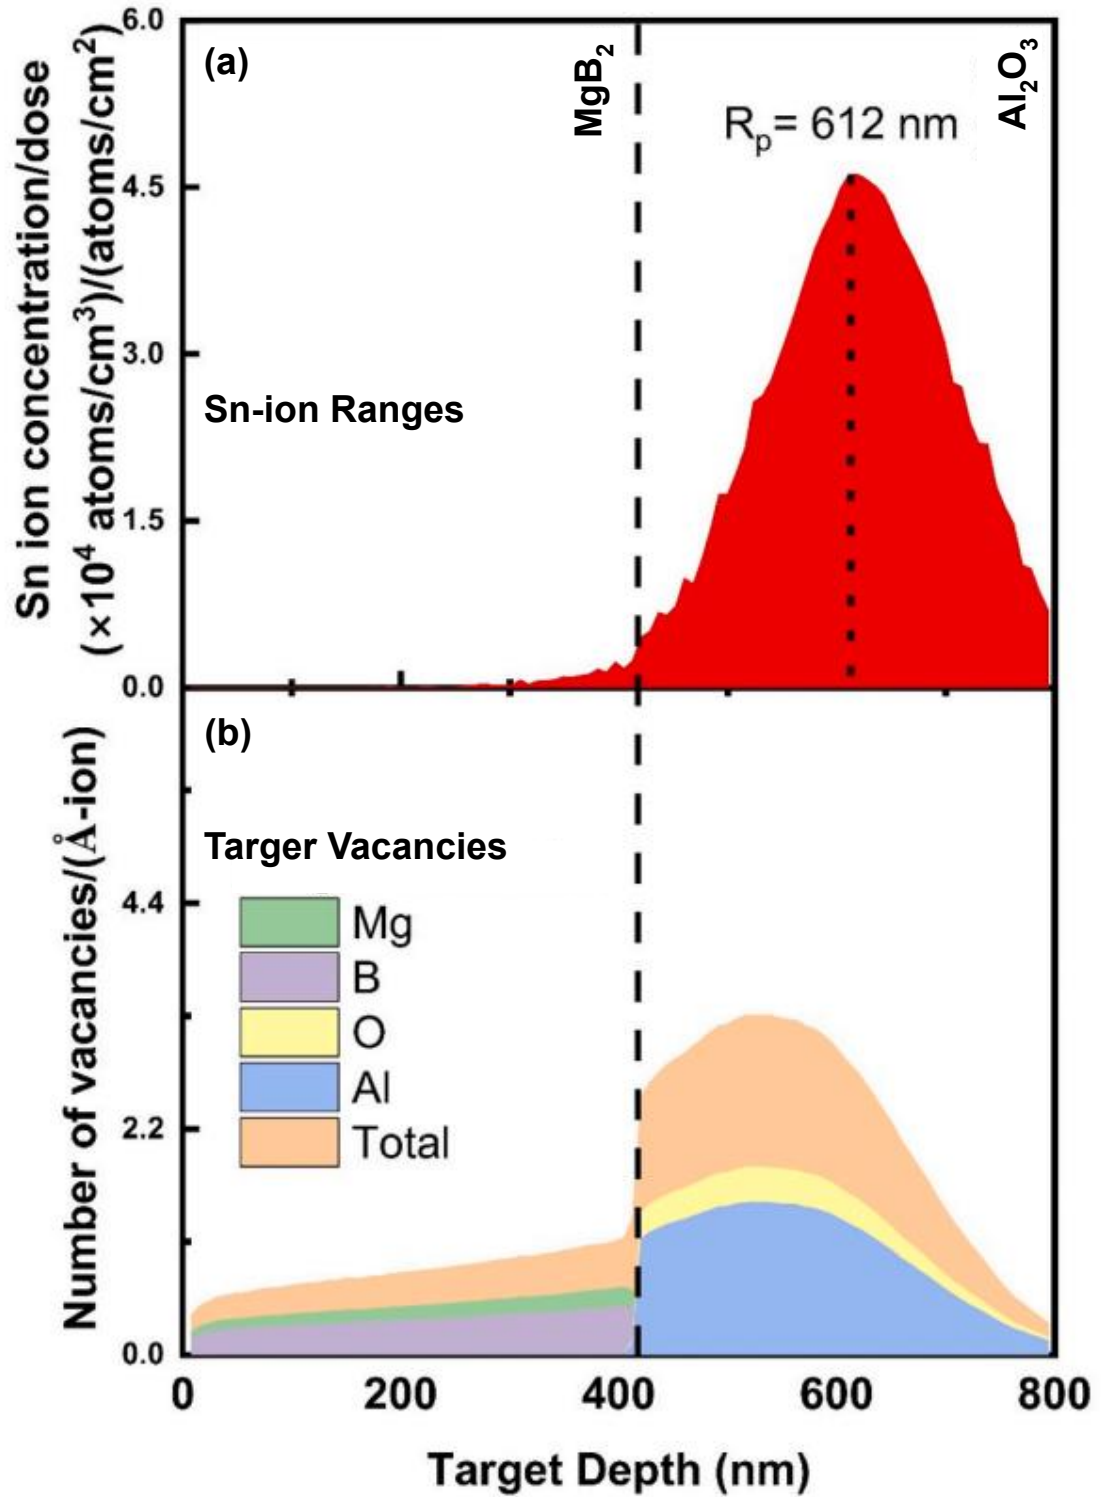 (a)
MgB₂
Al₂O₃
Rₚ= 612 nm
Sn-ion Ranges
Sn ion concentration/dose
(×10⁴ atoms/cm³)/(atoms/cm²)
6.0
4.5
3.0
1.5
0.0
(b)
Targer Vacancies
Mg
B
O
Al
Total
Number of vacancies/(Å-ion)
4.4
2.2
0.0
0 200 400 600 800
Target Depth (nm)